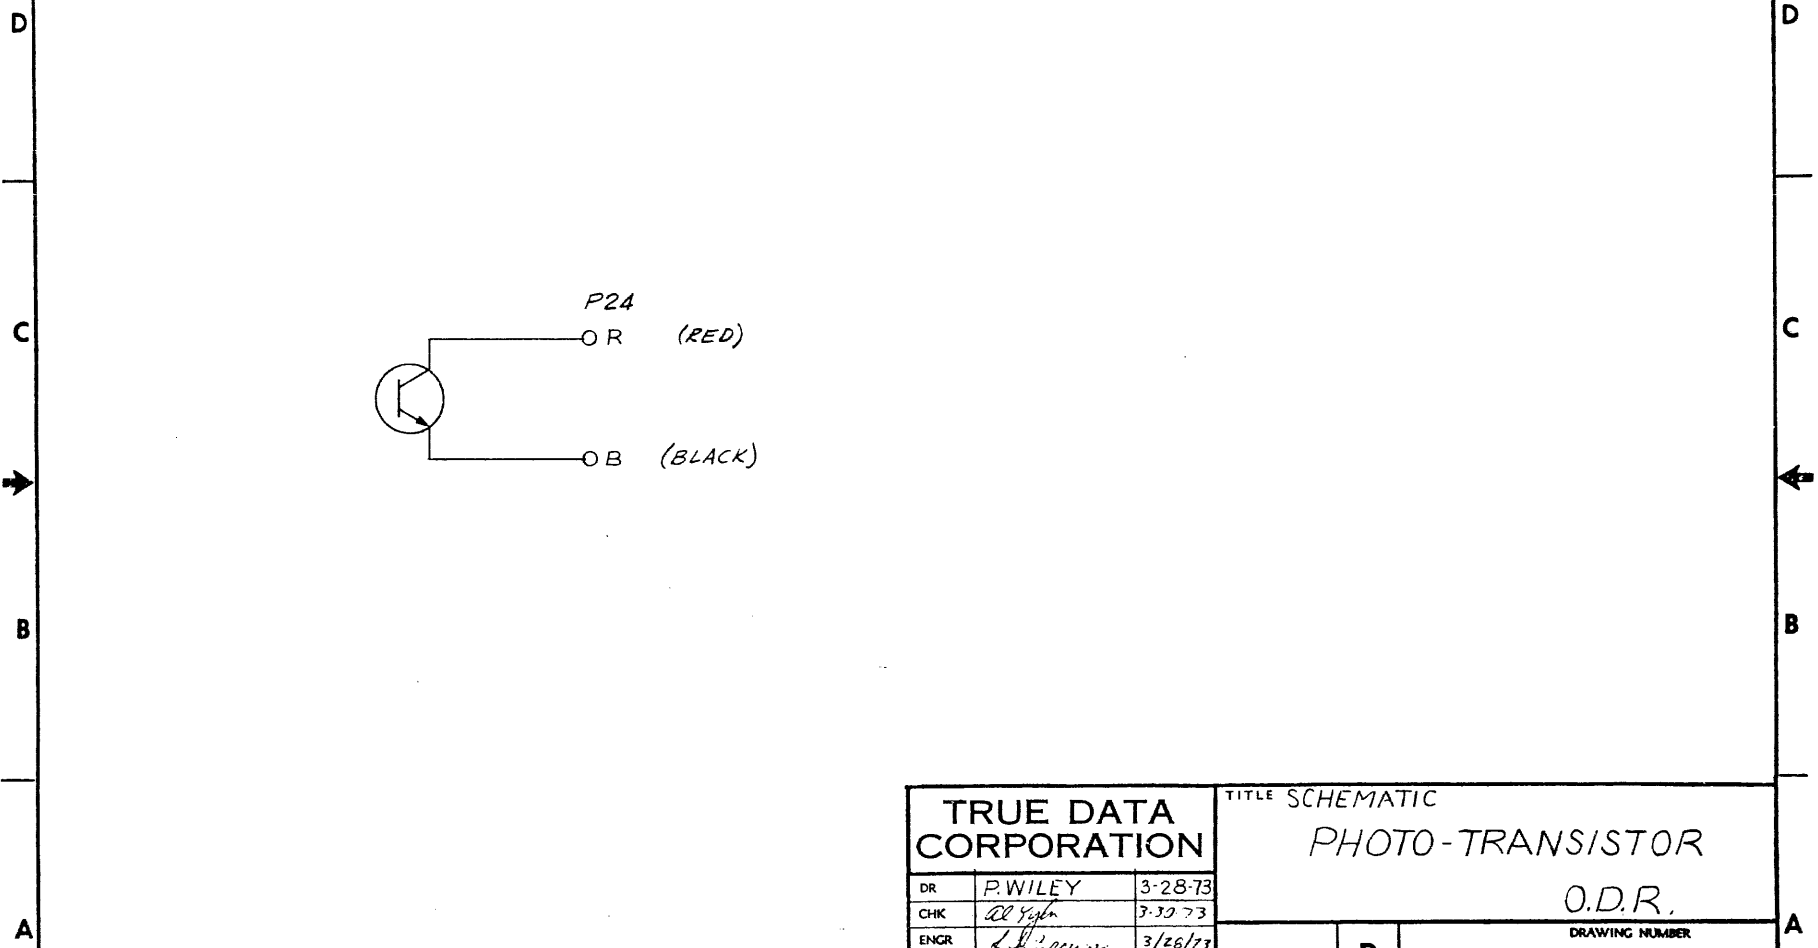 D
D
P24
C
R (RED)
C
B (BLACK)
B
B
TRUE DATA
CORPORATION
TITLE SCHEMATIC
PHOTO-TRANSISTOR
O.D.R.
DR P.WILEY 3-28-73
CHK 3-30-73
ENGR 3/26/73
DRAWING NUMBER
A
A